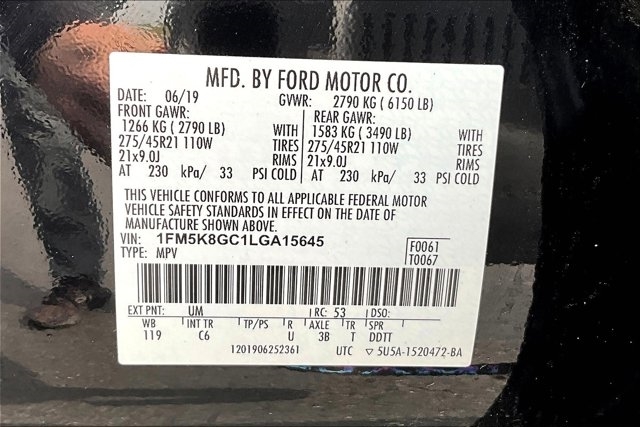 MFD. BY FORD MOTOR CO.
DATE: 06/19 GVWR: 2790 KG ( 6150 LB)
FRONT GAWR: REAR GAWR:
1266 KG ( 2790 LB) WITH 1583 KG ( 3490 LB) WITH
275/45R21 110W TIRES 275/45R21 110W TIRES
21x9.0J RIMS 21x9.0J RIMS
AT 230 kPa/ 33 PSI COLD AT 230 kPa/ 33 PSI COLD
THIS VEHICLE CONFORMS TO ALL APPLICABLE FEDERAL MOTOR
VEHICLE SAFETY STANDARDS IN EFFECT ON THE DATE OF
MANUFACTURE SHOWN ABOVE.
VIN: 1FM5K8GC1LGA15645 F0061
TYPE: MPV T0067
EXT PNT: UM RC: 53 DSO:
WB INT TR TP/PS R AXLE TR SPR
119 C6 U 3B T DDTT
1201906252361 UTC ▽ 5U5A-1520472-BA